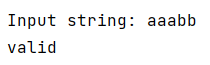 Input string: aaabb
valid